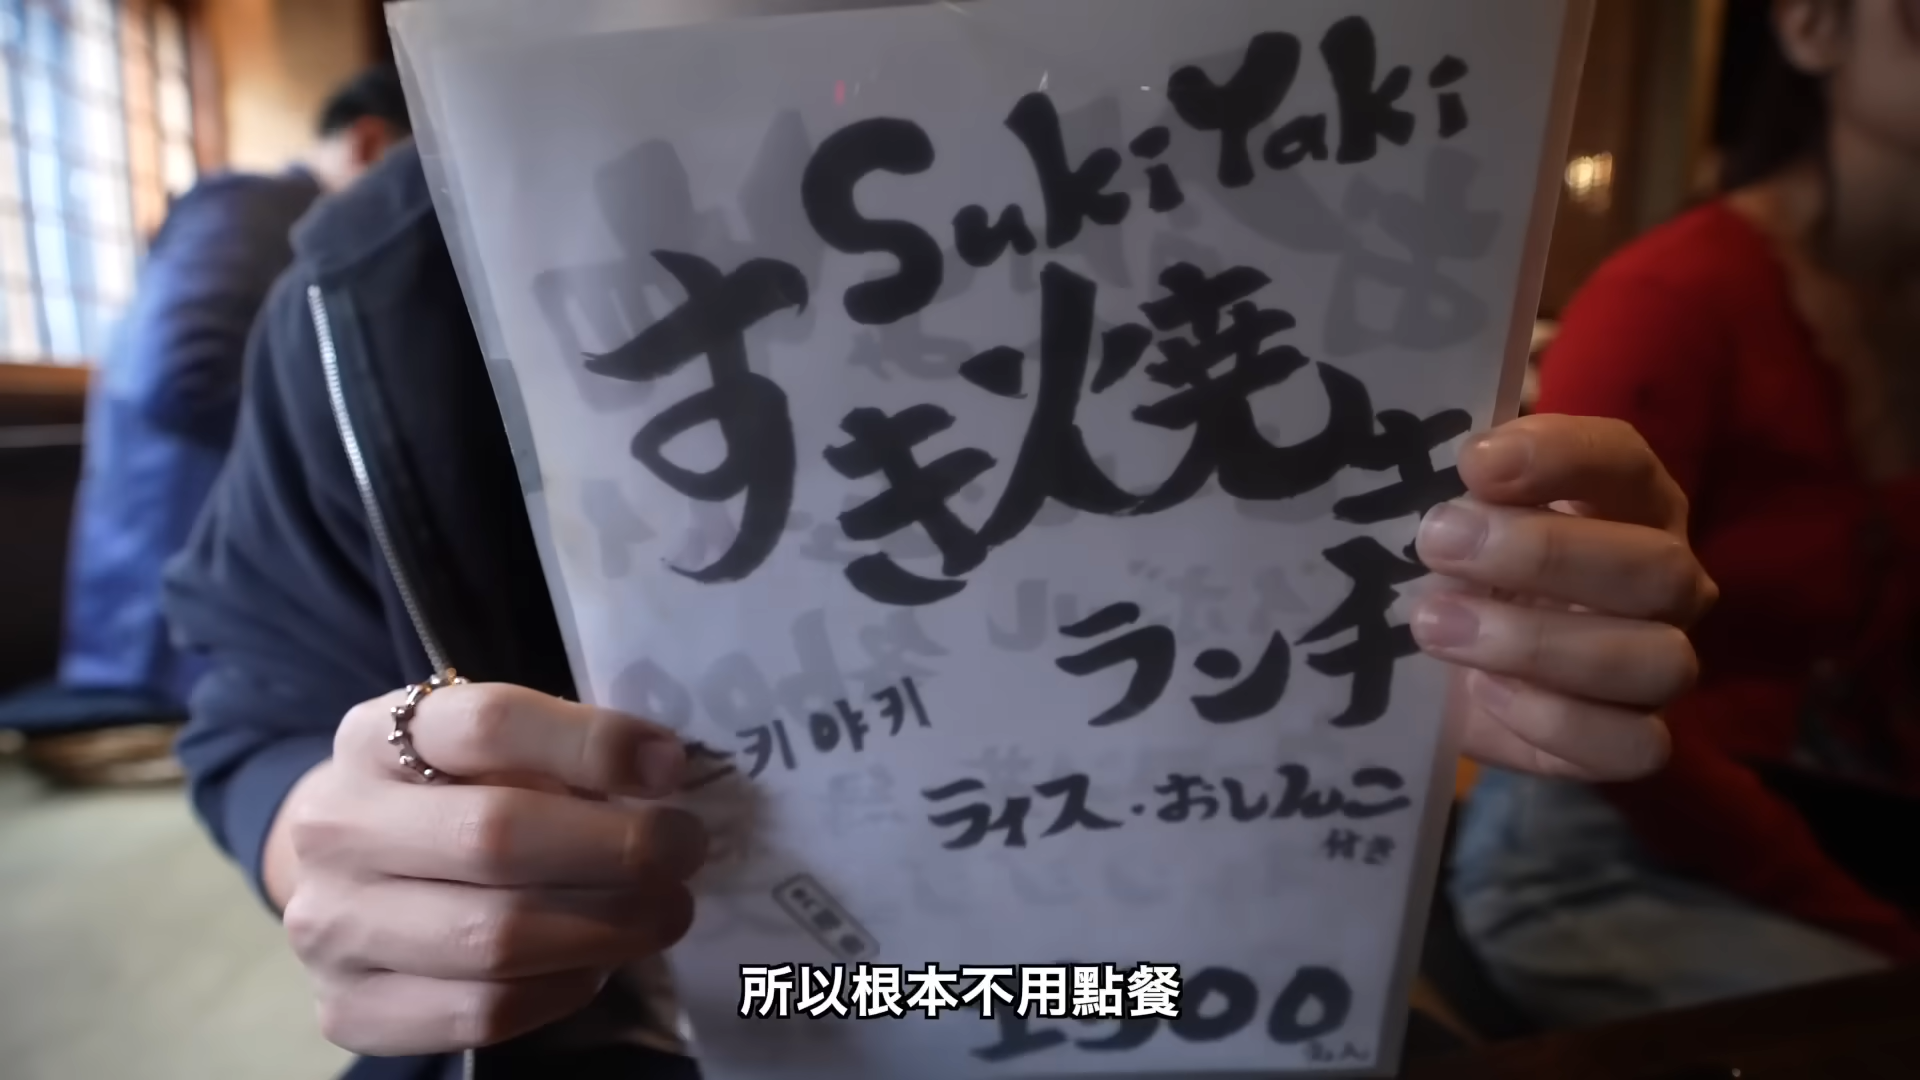 SukiYaki
すき焼き
ランチ
스키야키
ライス・おしんこ
付き
所以根本不用點餐